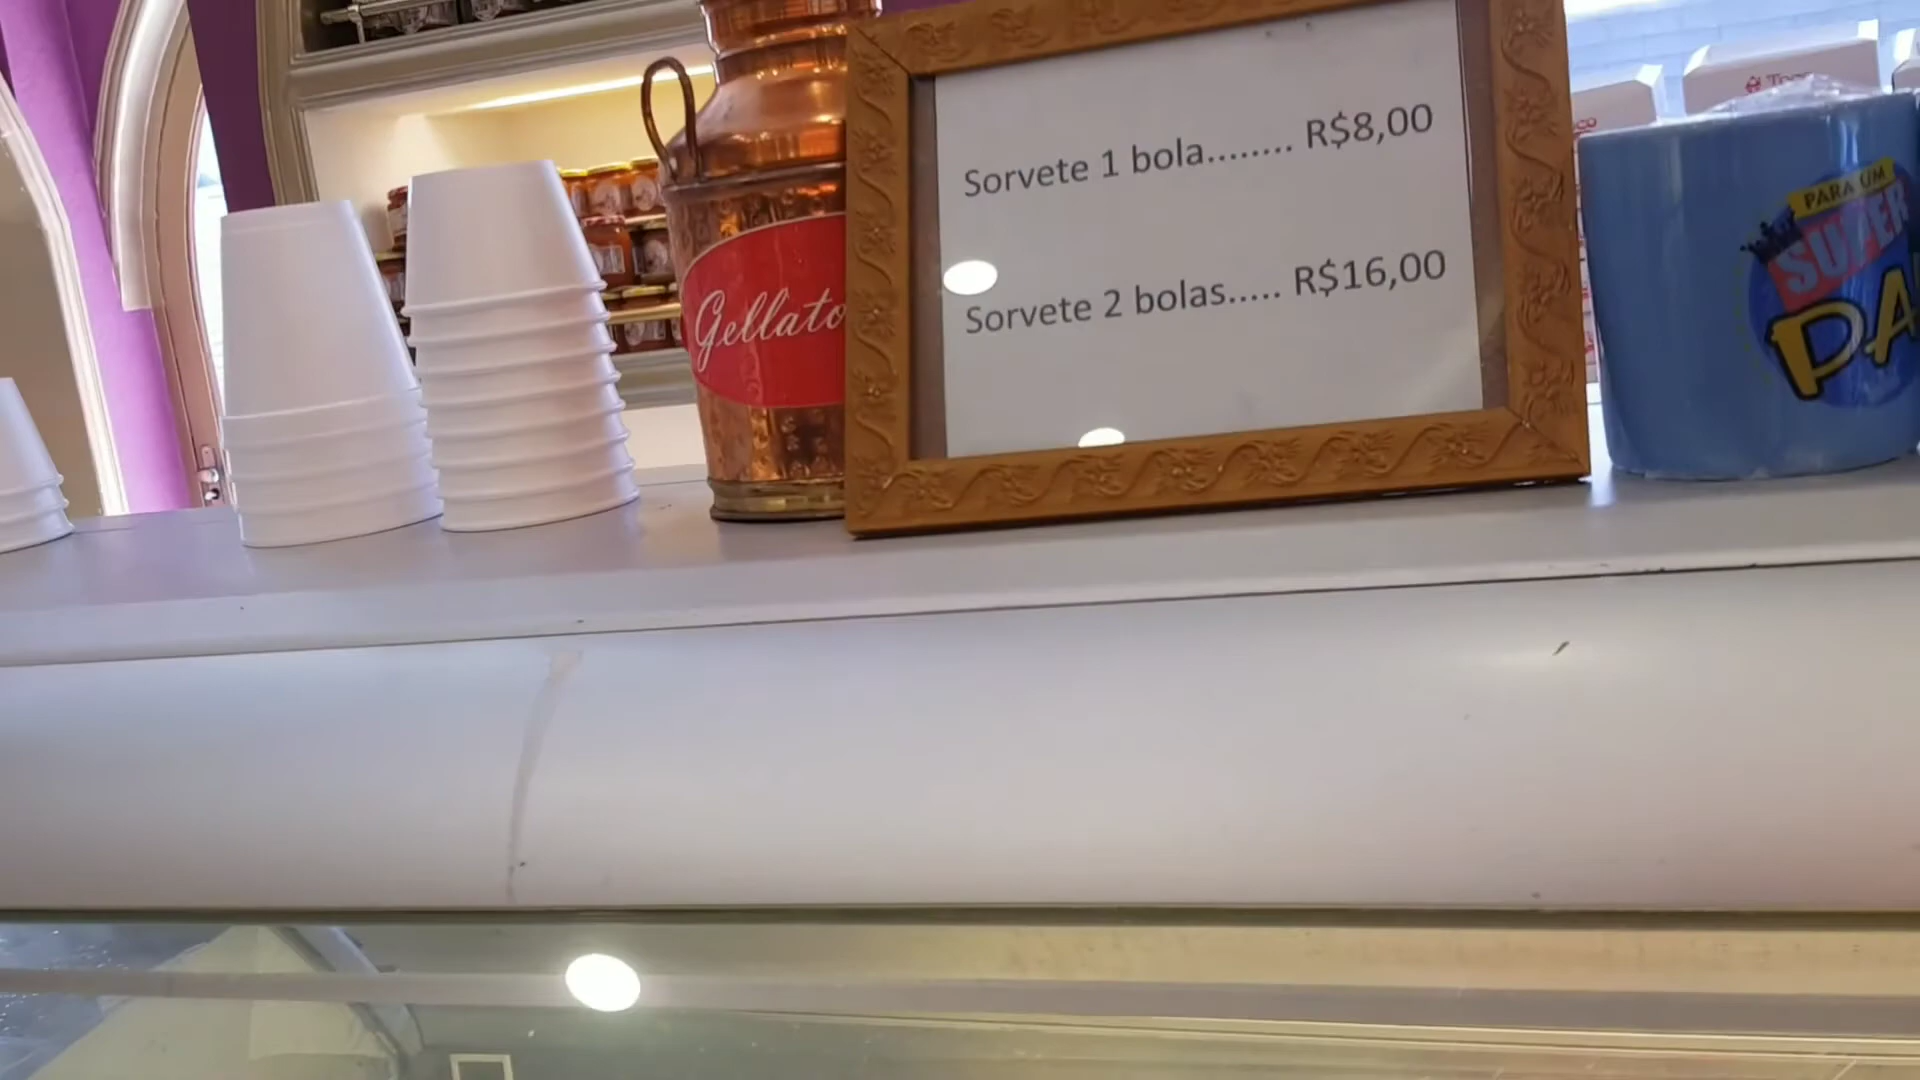 Sorvete 1 bola........ R$8,00
Sorvete 2 bolas..... R$16,00
Gellato
PARA UM
SUPER
PA